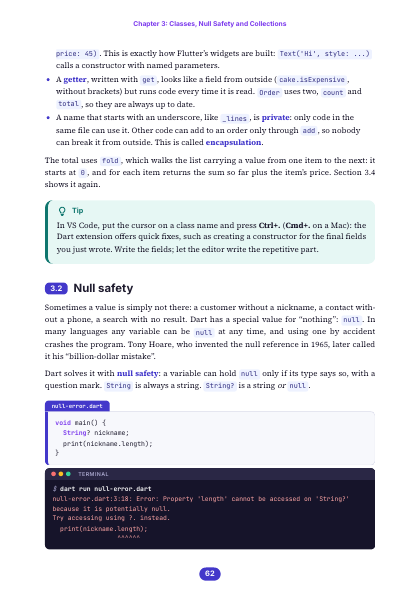 Chapter 3: Classes, Null Safety and Collections
price: 45) . This is exactly how Flutter's widgets are built: Text('Hi', style: ...)
calls a constructor with named parameters.
• A getter, written with get , looks like a field from outside ( cake.isExpensive ,
without brackets) but runs code every time it is read. Order uses two, count and
total , so they are always up to date.
• A name that starts with an underscore, like _lines , is private: only code in the
same file can use it. Other code can add to an order only through add , so nobody
can break it from outside. This is called encapsulation.
The total uses fold , which walks the list carrying a value from one item to the next: it
starts at 0 , and for each item returns the sum so far plus the item's price. Section 3.4
shows it again.
Tip
In VS Code, put the cursor on a class name and press Ctrl+. (Cmd+. on a Mac): the
Dart extension offers quick fixes, such as creating a constructor for the final fields
you just wrote. Write the fields; let the editor write the repetitive part.
3.2 Null safety
Sometimes a value is simply not there: a customer without a nickname, a contact with-
out a phone, a search with no result. Dart has a special value for “nothing”: null . In
many languages any variable can be null at any time, and using one by accident
crashes the program. Tony Hoare, who invented the null reference in 1965, later called
it his “billion-dollar mistake”.
Dart solves it with null safety: a variable can hold null only if its type says so, with a
question mark. String is always a string. String? is a string or null .
null-error.dart
void main() {
String? nickname;
print(nickname.length);
}
TERMINAL
$ dart run null-error.dart
null-error.dart:3:18: Error: Property 'length' cannot be accessed on 'String?'
because it is potentially null.
Try accessing using ?. instead.
print(nickname.length);
^^^^^^
62